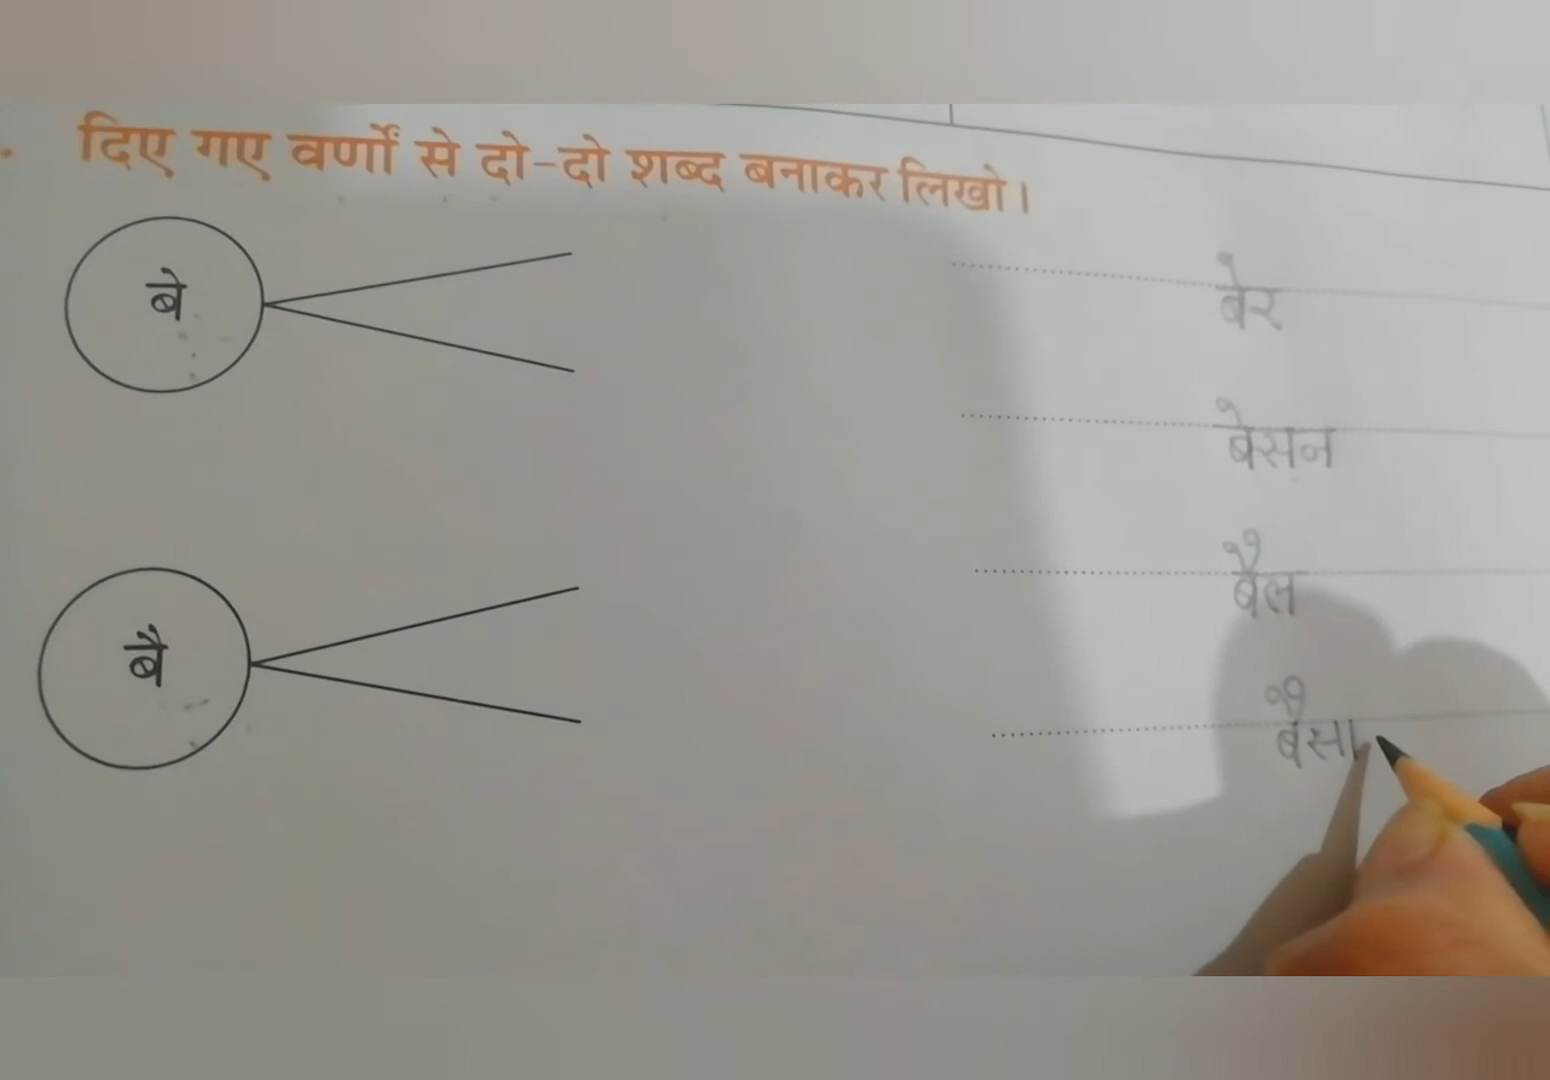 दिए गए वर्णों से दो-दो शब्द बनाकर लिखो।
बे
बेर
बेसन
बै
बैल
बैसा